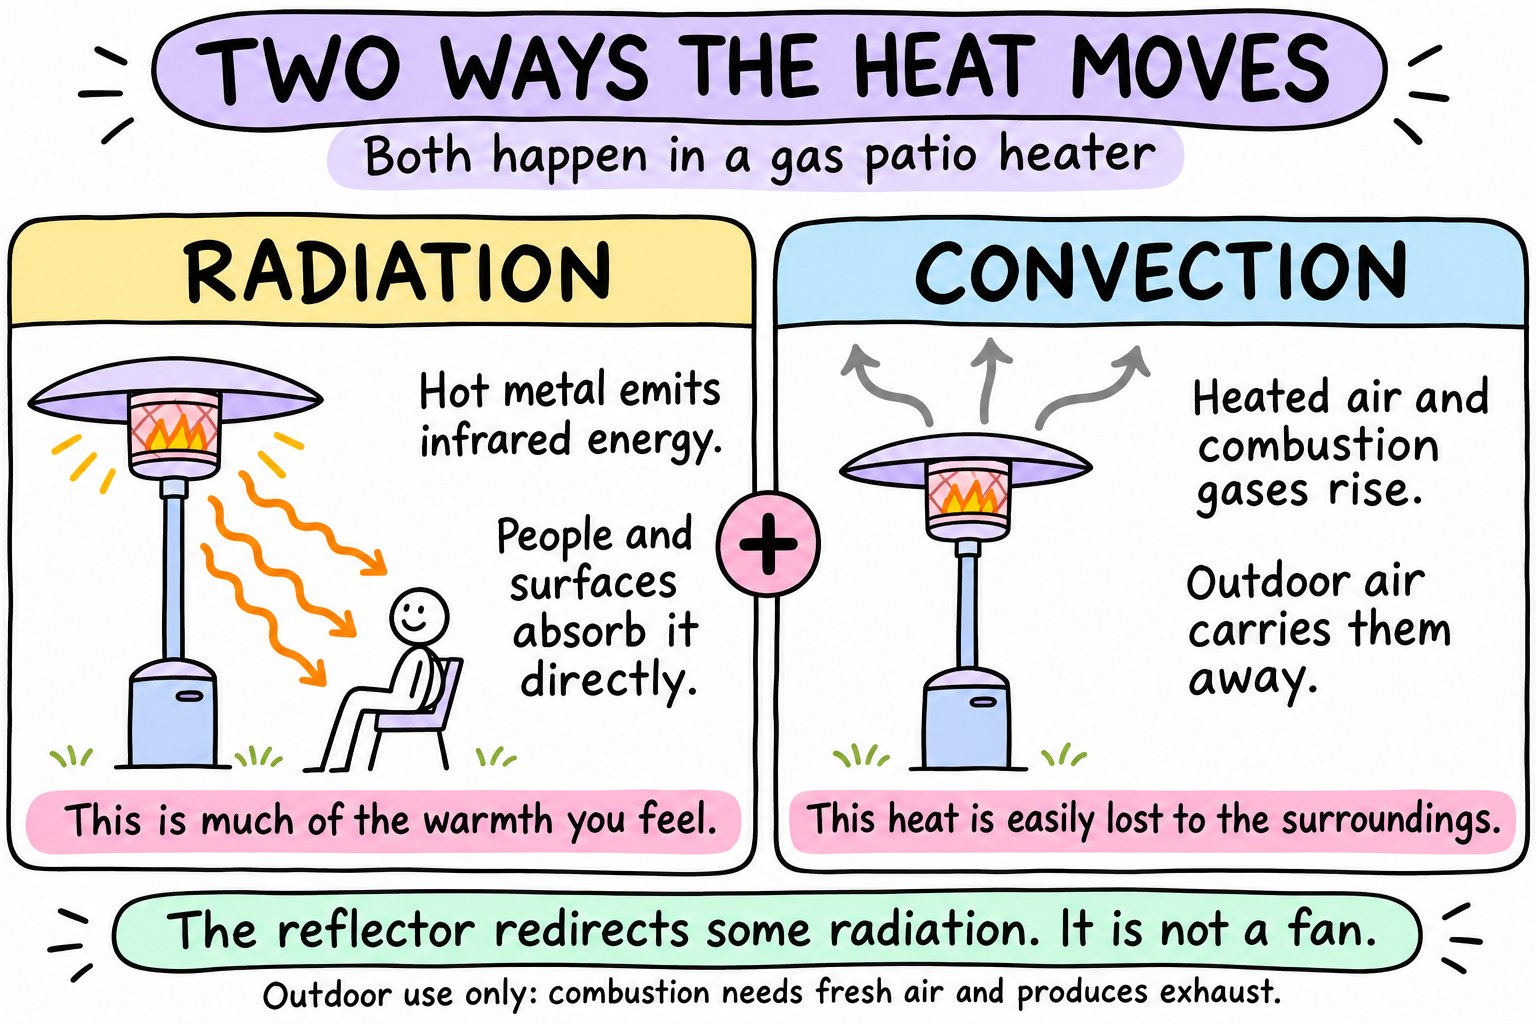 TWO WAYS THE HEAT MOVES
Both happen in a gas patio heater
RADIATION
Hot metal emits
infrared energy.
People and
surfaces
absorb it
directly.
This is much of the warmth you feel.
+
CONVECTION
Heated air and
combustion
gases rise.
Outdoor air
carries them
away.
This heat is easily lost to the surroundings.
The reflector redirects some radiation. It is not a fan.
Outdoor use only: combustion needs fresh air and produces exhaust.